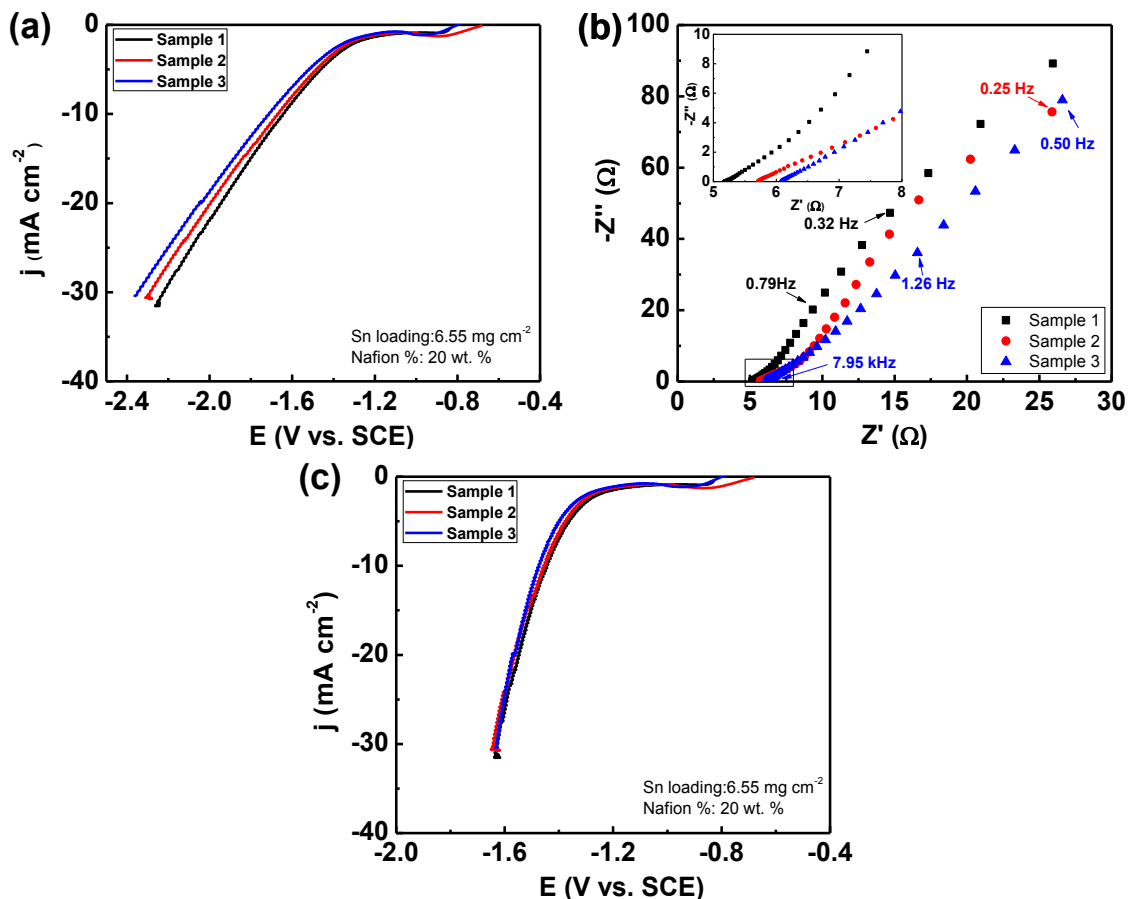 (a)
Sample 1
Sample 2
Sample 3
0
-10
-20
-30
-40
j (mA cm-2)
Sn loading:6.55 mg cm-2
Nafion %: 20 wt. %
-2.4 -2.0 -1.6 -1.2 -0.8 -0.4
E (V vs. SCE)
(b)
100
80
60
40
20
0
-Z'' (Ω)
10
8
6
4
2
0
-Z'' (Ω)
5 6 7 8
Z' (Ω)
0.25 Hz
0.50 Hz
0.32 Hz
0.79Hz
1.26 Hz
7.95 kHz
Sample 1
Sample 2
Sample 3
0 5 10 15 20 25 30
Z' (Ω)
(c)
Sample 1
Sample 2
Sample 3
0
-10
-20
-30
-40
j (mA cm-2)
Sn loading:6.55 mg cm-2
Nafion %: 20 wt. %
-2.0 -1.6 -1.2 -0.8 -0.4
E (V vs. SCE)